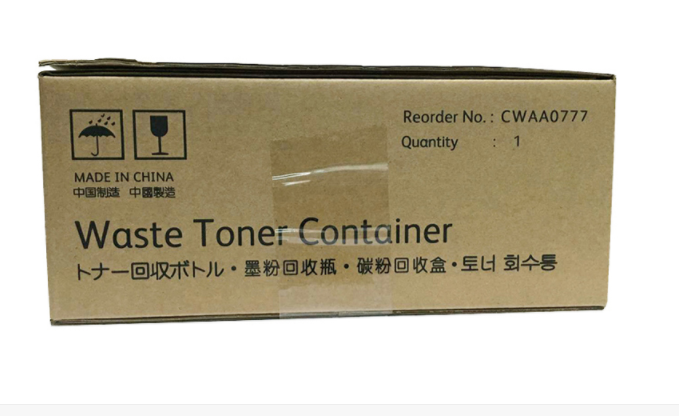 Reorder No.: CWAA0777
Quantity : 1
MADE IN CHINA
中国制造 中國製造
Waste Toner Container
トナー回収ボトル・墨粉回收瓶・碳粉回收盒・토너 회수통